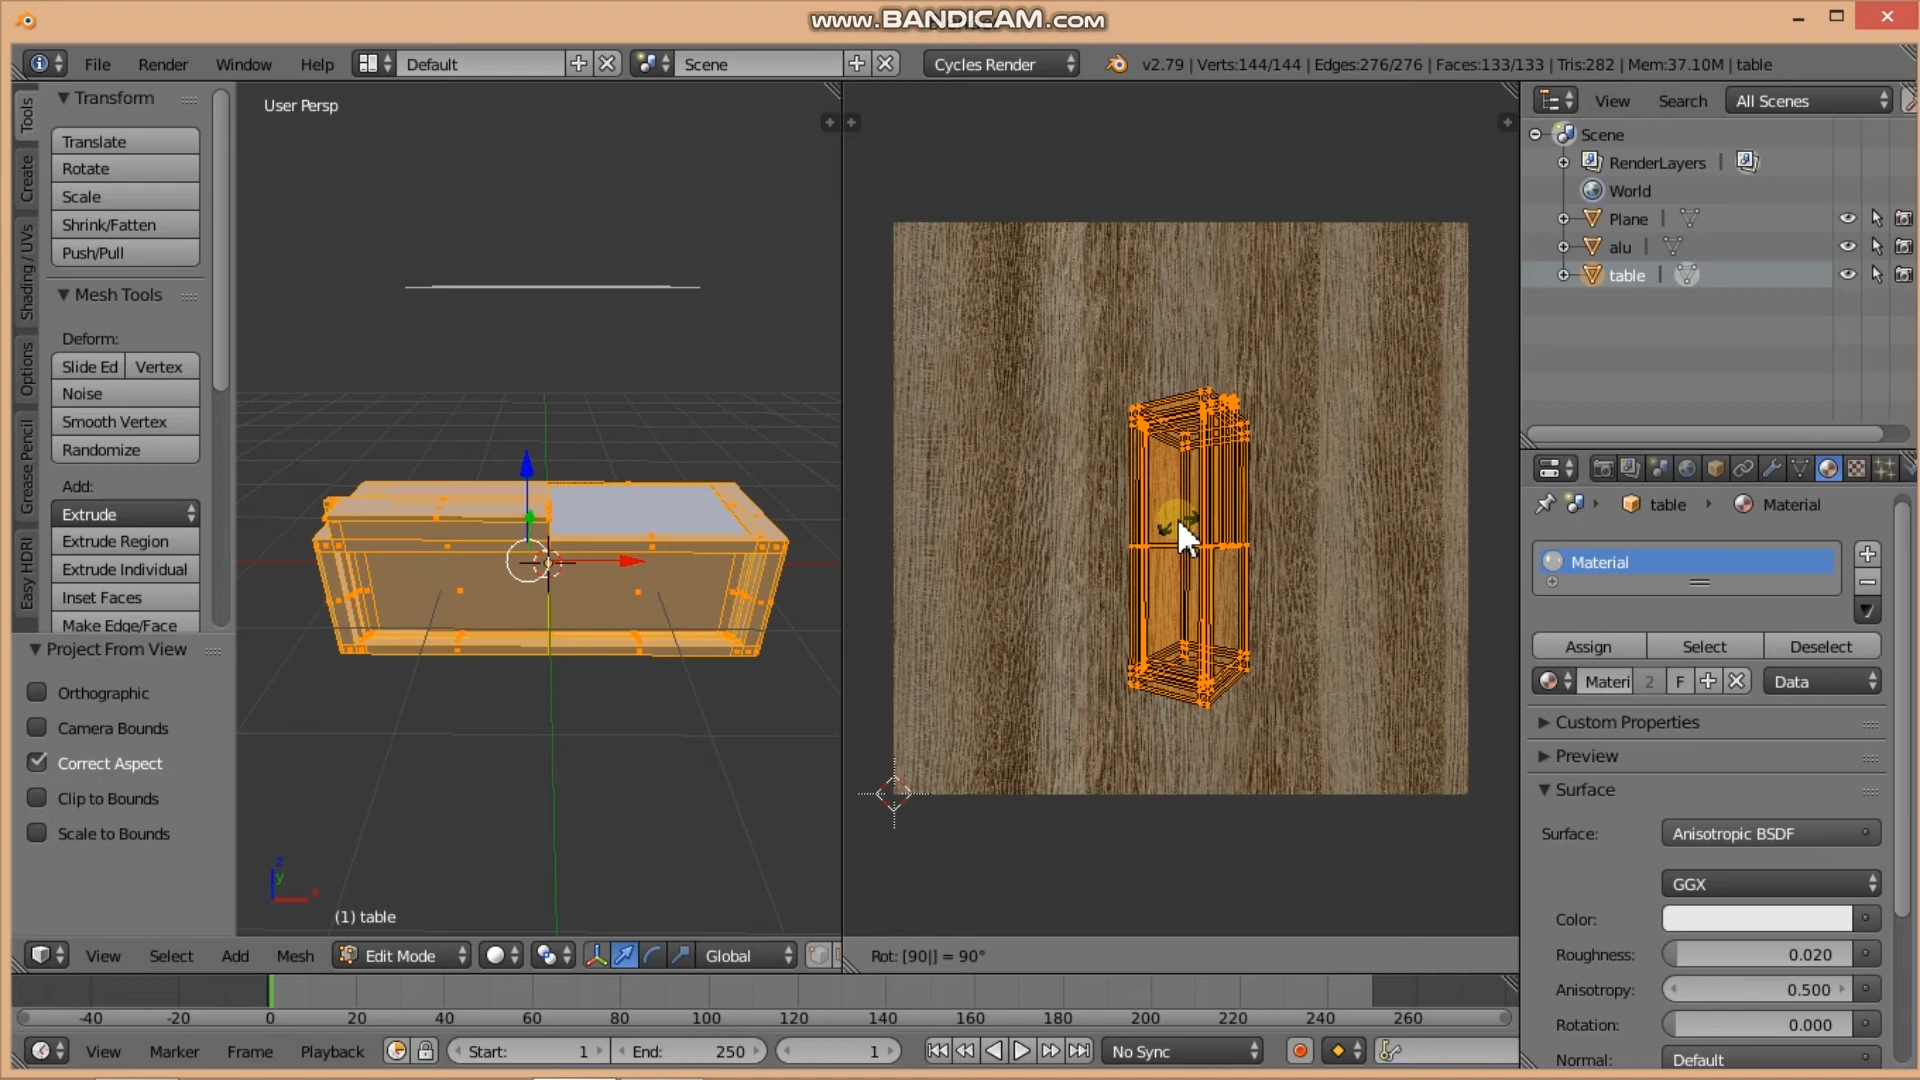 www.BANDICAM.com
File Render Window Help Default Scene Cycles Render v2.79 | Verts:144/144 | Edges:276/276 | Faces:133/133 | Tris:282 | Mem:37.10M | table
Tools
Create
Shading / UVs
Options
Grease Pencil
Easy HDRI
Transform
Translate
Rotate
Scale
Shrink/Fatten
Push/Pull
Mesh Tools
Deform:
Slide Ed Vertex
Noise
Smooth Vertex
Randomize
Add:
Extrude
Extrude Region
Extrude Individual
Inset Faces
Make Edge/Face
Project From View
Orthographic
Camera Bounds
Correct Aspect
Clip to Bounds
Scale to Bounds
User Persp
z
y
x
(1) table
View Select Add Mesh Edit Mode Global
Rot: [90|] = 90°
View Search All Scenes
Scene
RenderLayers |
World
Plane |
alu |
table |
table Material
Material
Assign Select Deselect
Materi 2 F Data
Custom Properties
Preview
Surface
Surface: Anisotropic BSDF
GGX
Color:
Roughness: 0.020
Anisotropy: 0.500
Rotation: 0.000
Normal: Default
-40 -20 0 20 40 60 80 100 120 140 160 180 200 220 240 260
View Marker Frame Playback Start: 1 End: 250 1 No Sync